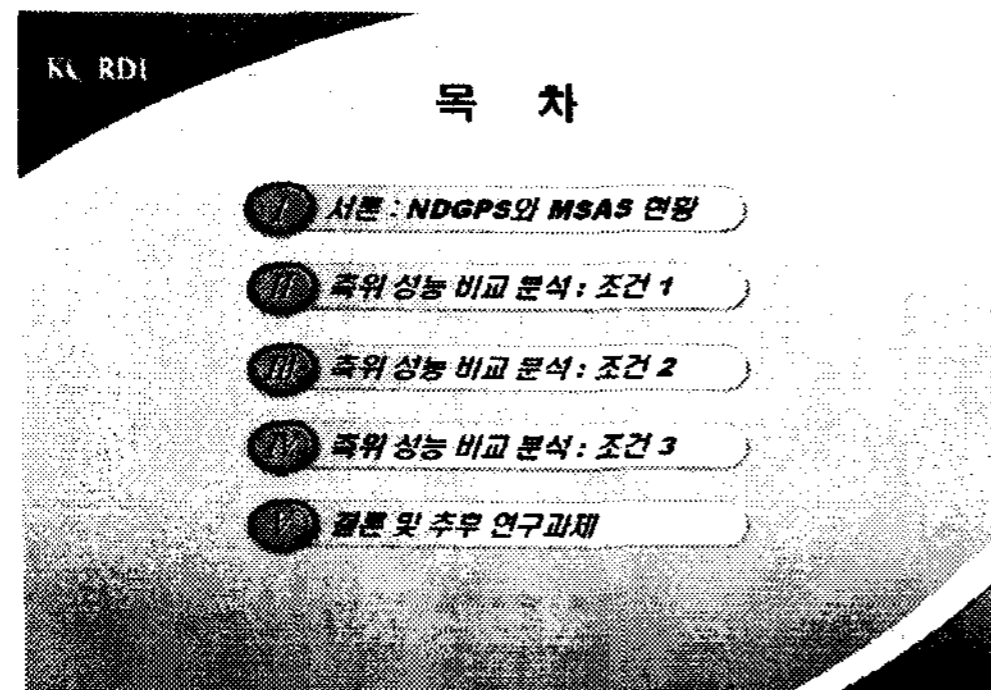 RDI
목 차
I 서론 : NDGPS와 MSAS 현황
II 측위 성능 비교 분석 : 조건 1
III 측위 성능 비교 분석 : 조건 2
IV 측위 성능 비교 분석 : 조건 3
V 결론 및 추후 연구과제